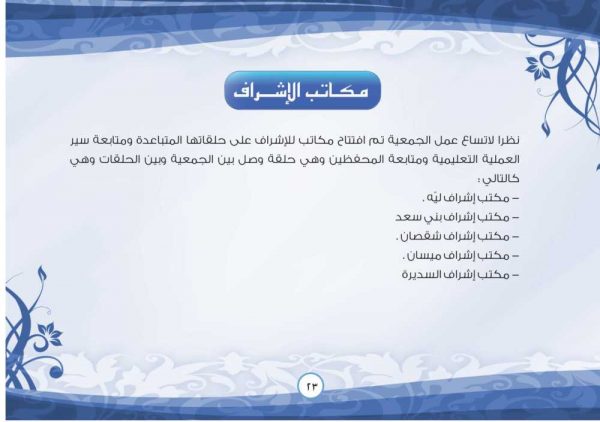 مكاتب الإشراف
نظرا لاتساع عمل الجمعية تم افتتاح مكاتب للإشراف على حلقاتها المتباعدة ومتابعة سير
العملية التعليمية ومتابعة المحفظين وهي حلقة وصل بين الجمعية وبين الحلقات وهي
كالتالي :
– مكتب إشراف ليّه .
– مكتب إشراف بني سعد
– مكتب إشراف شقصان .
– مكتب إشراف ميسان .
– مكتب إشراف السديرة
٢٣